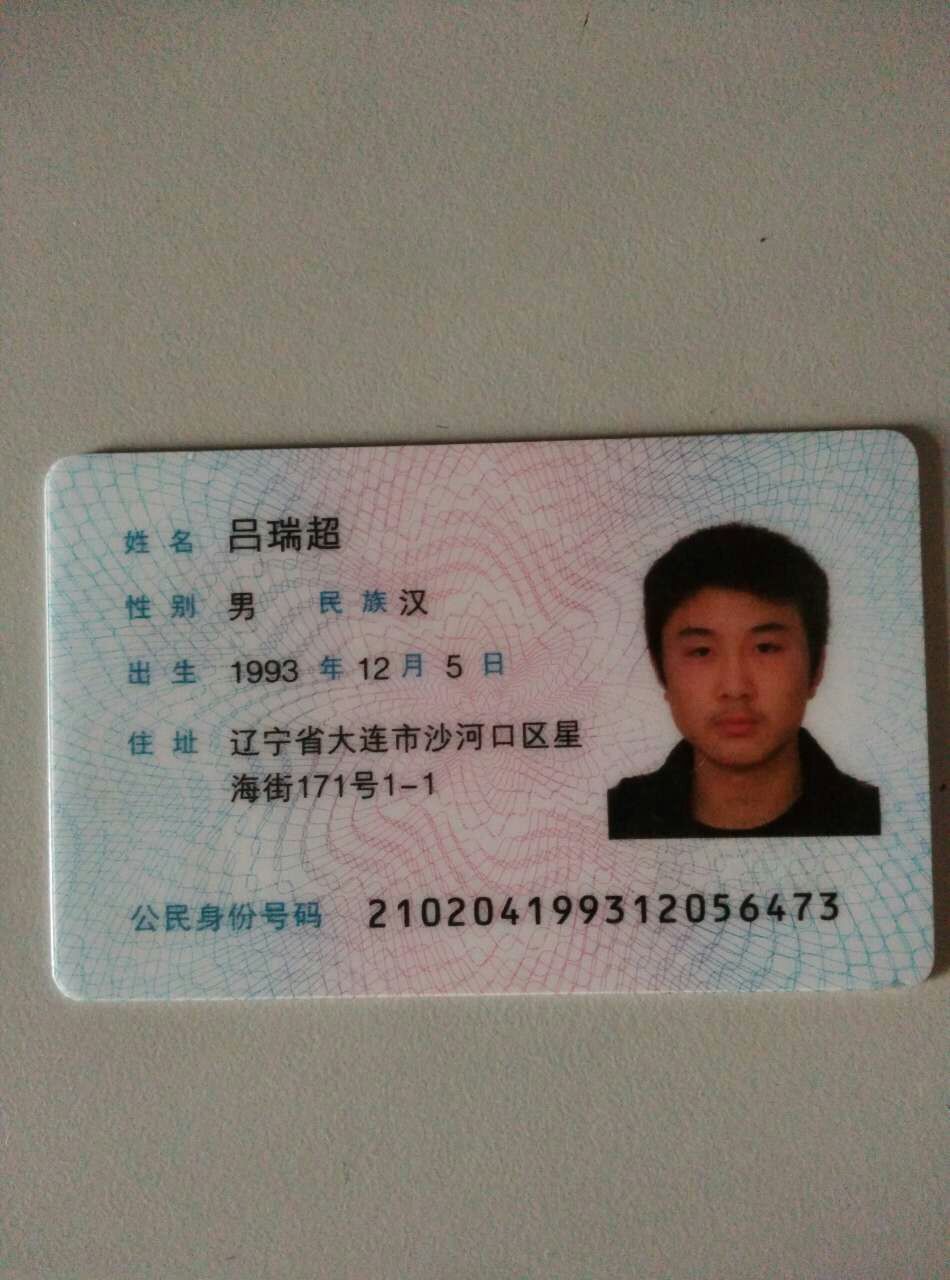 姓名 吕瑞超
性别 男 民族 汉
出生 1993 年 12 月 5 日
住址 辽宁省大连市沙河口区星
海街171号1-1
公民身份号码 210204199312056473